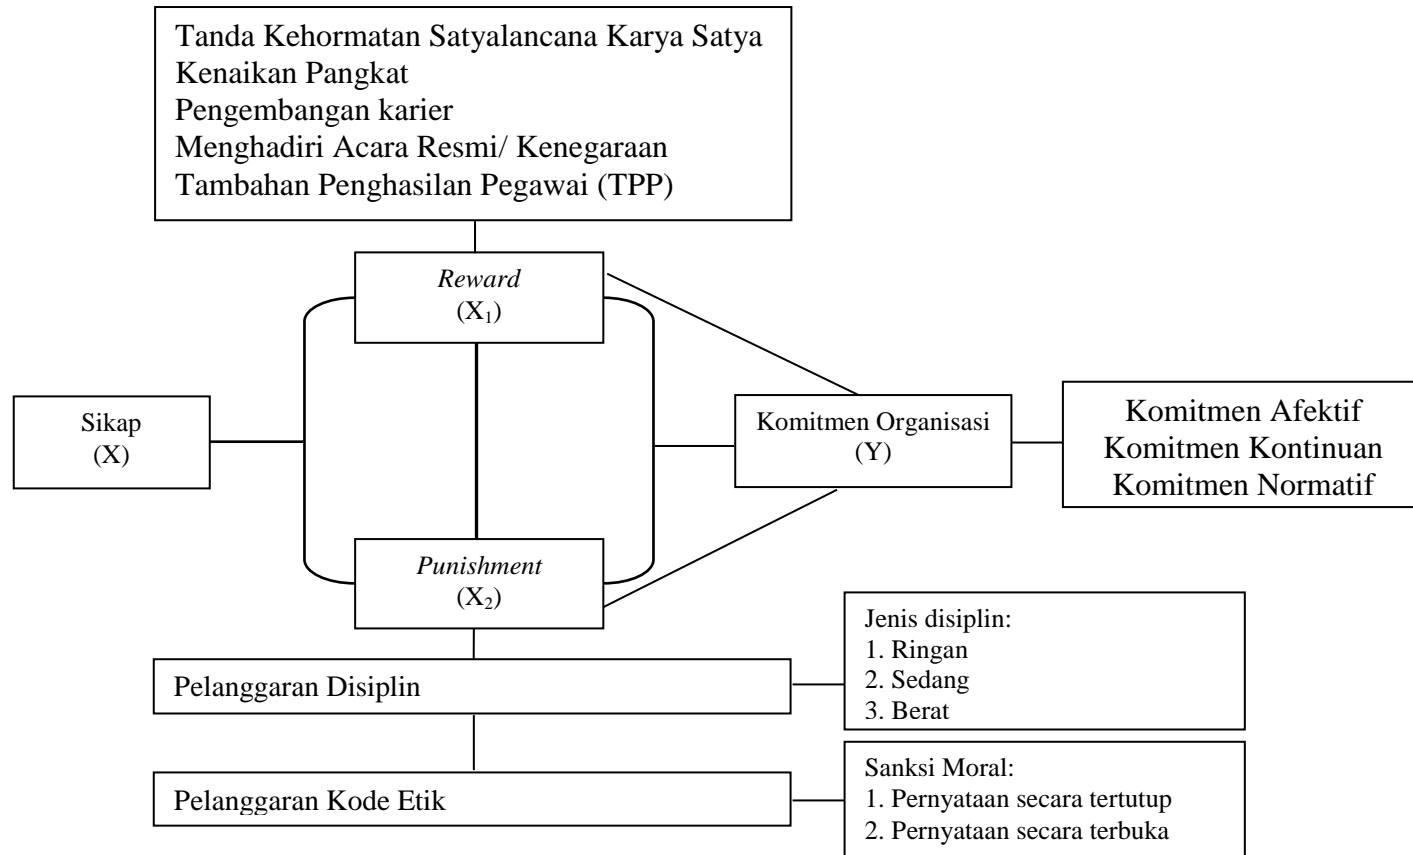 Tanda Kehormatan Satyalancana Karya Satya
Kenaikan Pangkat
Pengembangan karier
Menghadiri Acara Resmi/ Kenegaraan
Tambahan Penghasilan Pegawai (TPP)
Reward
(X₁)
Sikap
(X)
Komitmen Organisasi
(Y)
Komitmen Afektif
Komitmen Kontinuan
Komitmen Normatif
Punishment
(X₂)
Pelanggaran Disiplin
Jenis disiplin:
1. Ringan
2. Sedang
3. Berat
Pelanggaran Kode Etik
Sanksi Moral:
1. Pernyataan secara tertutup
2. Pernyataan secara terbuka